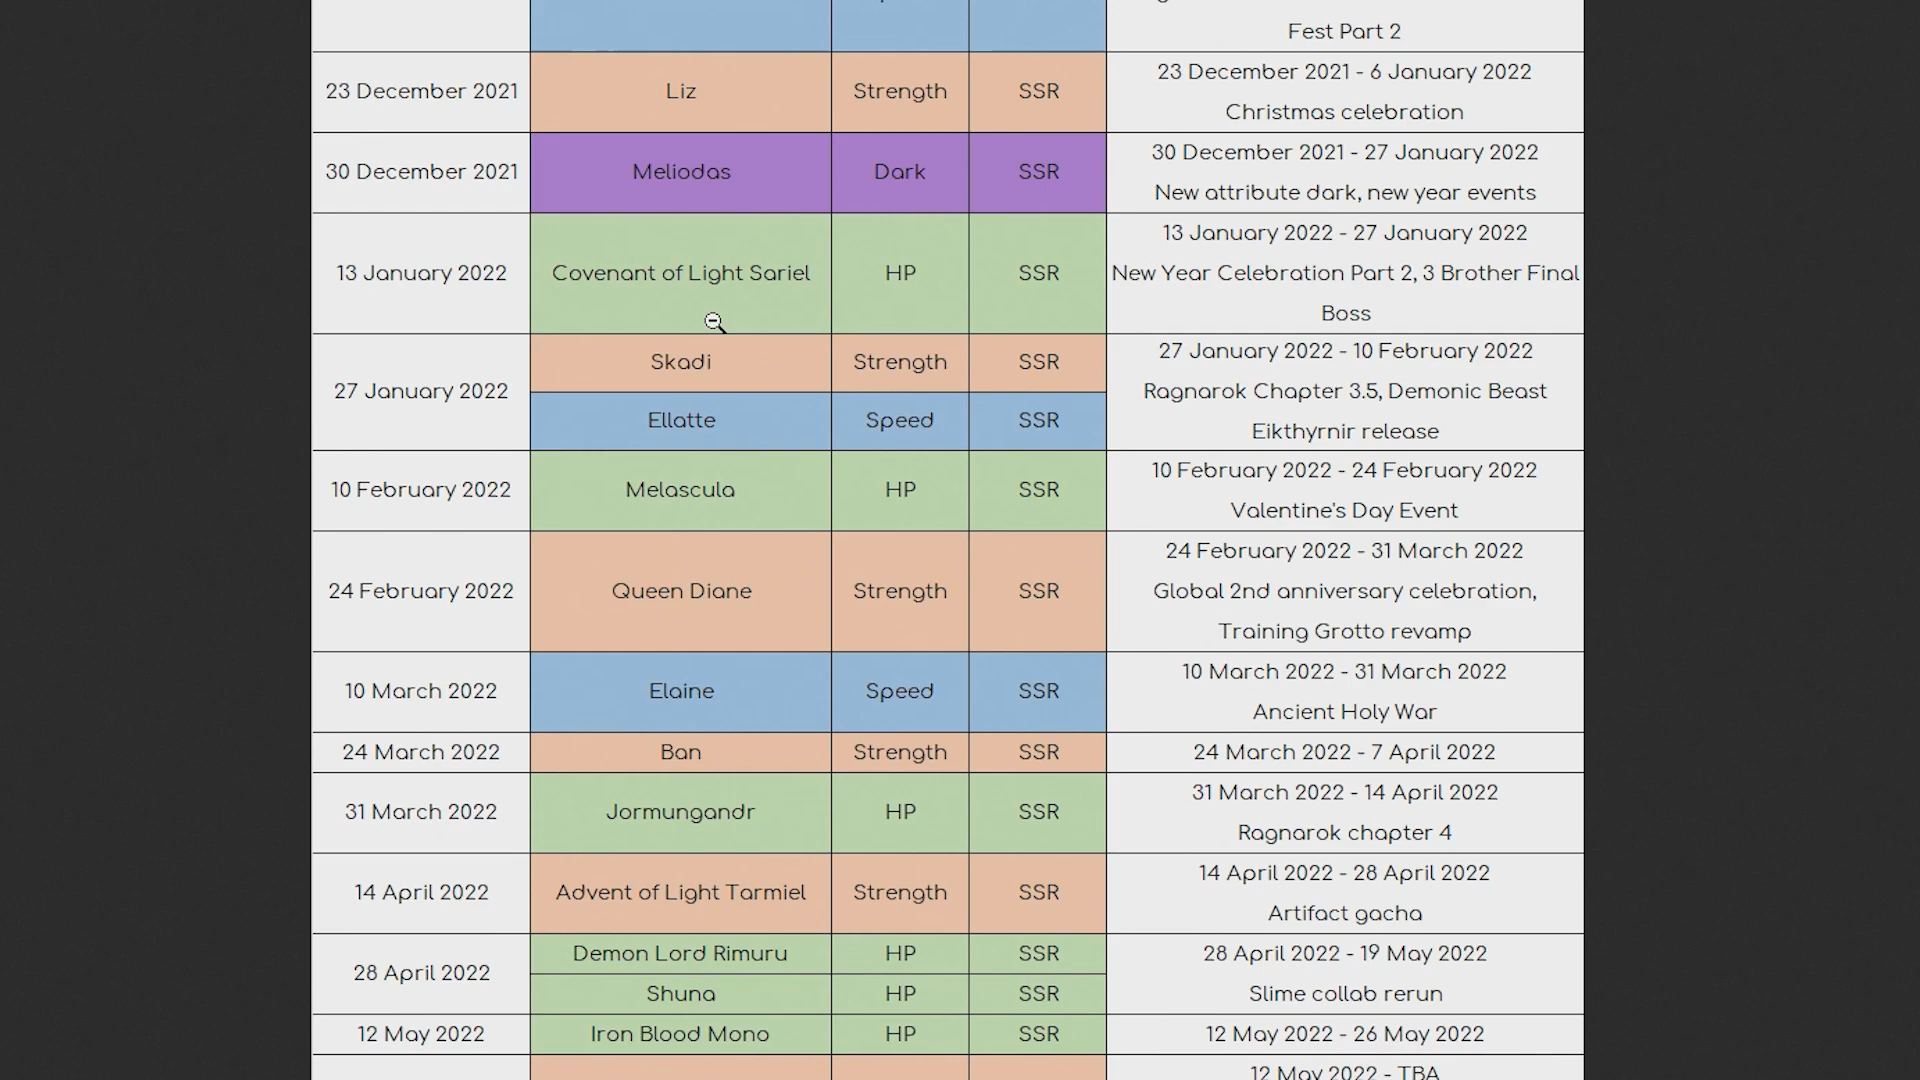 Fest Part 2
23 December 2021 Liz Strength SSR 23 December 2021 - 6 January 2022
Christmas celebration
30 December 2021 Meliodas Dark SSR 30 December 2021 - 27 January 2022
New attribute dark, new year events
13 January 2022 Covenant of Light Sariel HP SSR 13 January 2022 - 27 January 2022
New Year Celebration Part 2, 3 Brother Final
Boss
27 January 2022 Skadi Strength SSR 27 January 2022 - 10 February 2022
Ragnarok Chapter 3.5, Demonic Beast
Ellatte Speed SSR Eikthyrnir release
10 February 2022 Melascula HP SSR 10 February 2022 - 24 February 2022
Valentine's Day Event
24 February 2022 Queen Diane Strength SSR 24 February 2022 - 31 March 2022
Global 2nd anniversary celebration,
Training Grotto revamp
10 March 2022 Elaine Speed SSR 10 March 2022 - 31 March 2022
Ancient Holy War
24 March 2022 Ban Strength SSR 24 March 2022 - 7 April 2022
31 March 2022 Jormungandr HP SSR 31 March 2022 - 14 April 2022
Ragnarok chapter 4
14 April 2022 Advent of Light Tarmiel Strength SSR 14 April 2022 - 28 April 2022
Artifact gacha
28 April 2022 Demon Lord Rimuru HP SSR 28 April 2022 - 19 May 2022
Shuna HP SSR Slime collab rerun
12 May 2022 Iron Blood Mono HP SSR 12 May 2022 - 26 May 2022
12 May 2022 - TBA